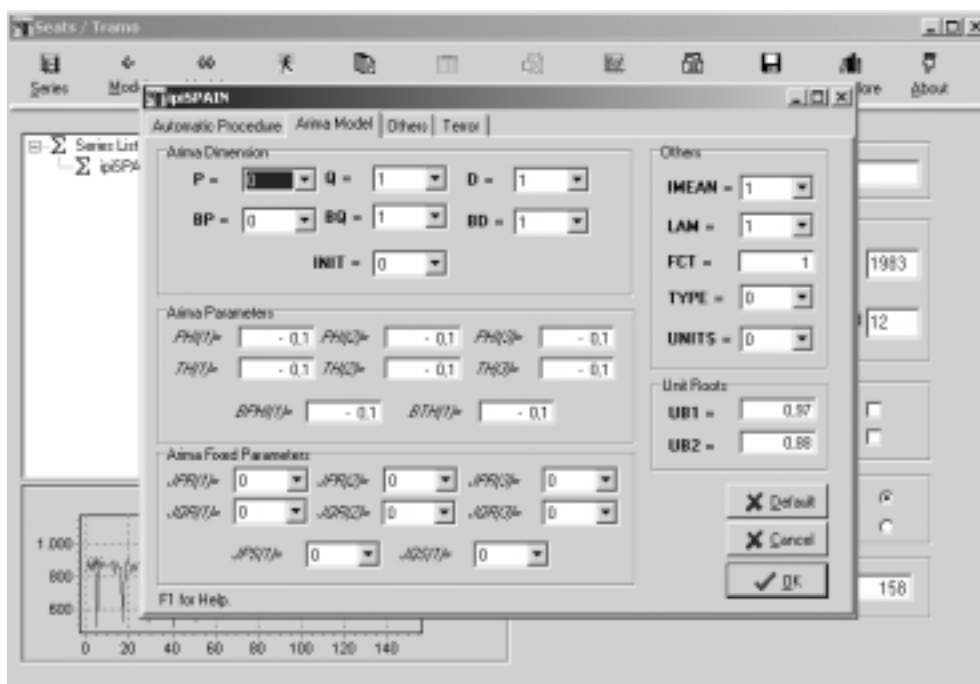 Seats / Tramo
Series
About
ipiSPAIN
Automatic Procedure Arima Model Others Terror
Series List
Arima Dimension
P = 0 Q = 1 D = 1
BP = 0 BQ = 1 BD = 1
INIT = 0
Others
IMEAN = 1
LAM = 1
FCT = 1
TYPE = 0
UNITS = 0
1983
12
Arima Parameters
PHI(1)= - 0,1 PHI(2)= - 0,1 PHI(3)= - 0,1
TH(1)= - 0,1 TH(2)= - 0,1 TH(3)= - 0,1
BPHI(1)= - 0,1 BTH(1)= - 0,1
Unit Roots
UB1 = 0,97
UB2 = 0,88
Arima Fixed Parameters
JPR(1)= 0 JPR(2)= 0 JPR(3)= 0
JQR(1)= 0 JQR(2)= 0 JQR(3)= 0
JPS(1)= 0 JQS(1)= 0
Default
Cancel
OK
F1 for Help.
158
1.000
800
600
0 20 40 60 80 100 120 140